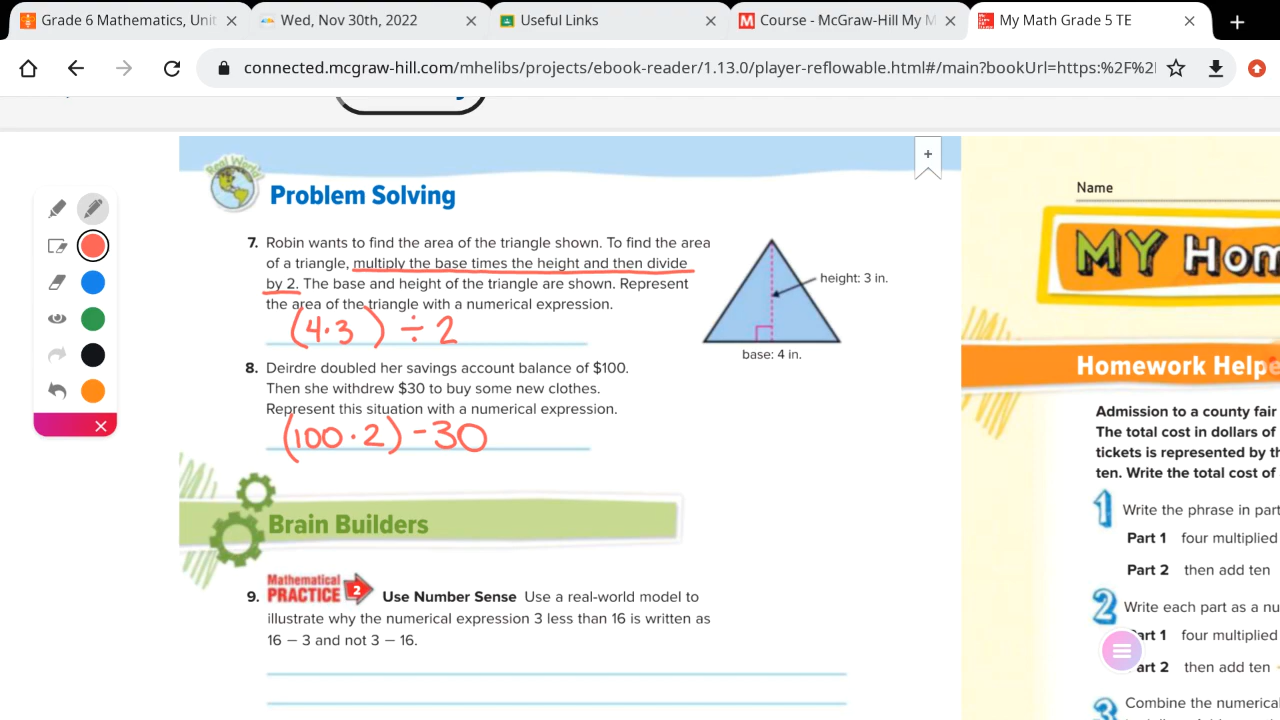 Grade 6 Mathematics, Unit
Wed, Nov 30th, 2022
Useful Links
Course - McGraw-Hill My M
My Math Grade 5 TE
connected.mcgraw-hill.com/mhelibs/projects/ebook-reader/1.13.0/player-reflowable.html#/main?bookUrl=https:%2F%2
Real World
Problem Solving
7. Robin wants to find the area of the triangle shown. To find the area
of a triangle, multiply the base times the height and then divide
by 2. The base and height of the triangle are shown. Represent
the area of the triangle with a numerical expression.
(4·3) ÷ 2
height: 3 in.
base: 4 in.
8. Deirdre doubled her savings account balance of $100.
Then she withdrew $30 to buy some new clothes.
Represent this situation with a numerical expression.
(100·2) - 30
Brain Builders
9. Mathematical
PRACTICE 2 Use Number Sense Use a real-world model to
illustrate why the numerical expression 3 less than 16 is written as
16 − 3 and not 3 − 16.
Name
MY Hom
Homework Helpe
Admission to a county fair
The total cost in dollars of
tickets is represented by th
ten. Write the total cost of
1 Write the phrase in part
Part 1 four multiplied
Part 2 then add ten
2 Write each part as a nu
art 1 four multiplied
art 2 then add ten
3 Combine the numerical